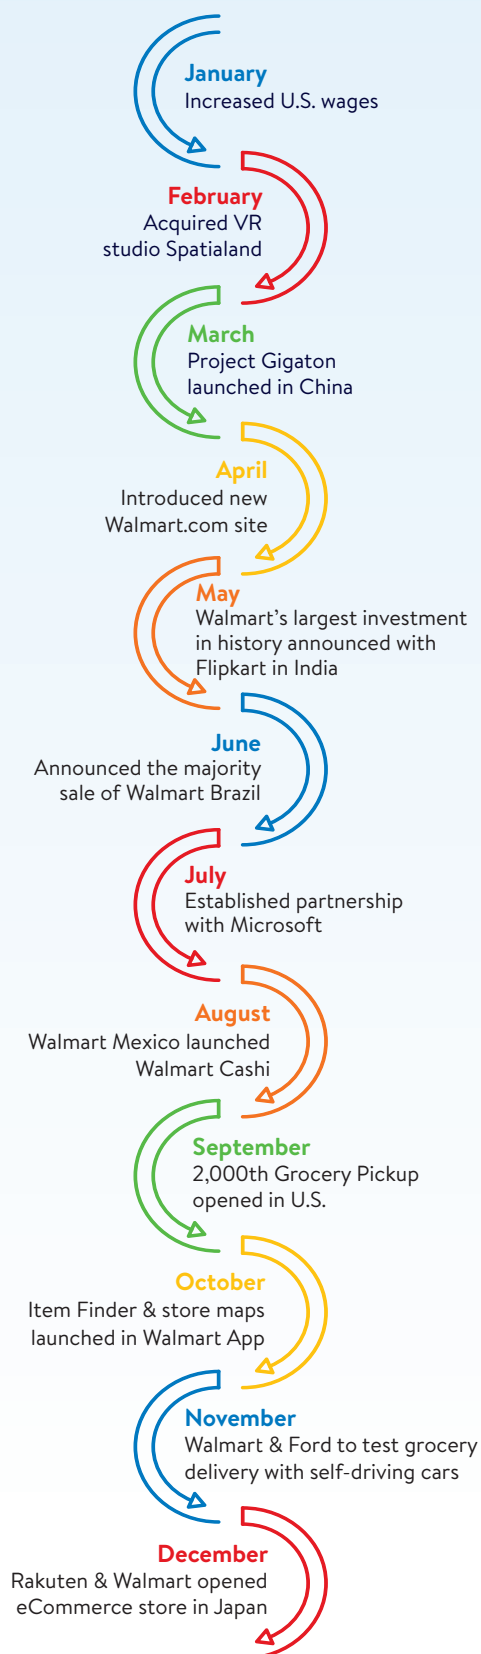 January
Increased U.S. wages
February
Acquired VR
studio Spatialand
March
Project Gigaton
launched in China
April
Introduced new
Walmart.com site
May
Walmart’s largest investment
in history announced with
Flipkart in India
June
Announced the majority
sale of Walmart Brazil
July
Established partnership
with Microsoft
August
Walmart Mexico launched
Walmart Cashi
September
2,000th Grocery Pickup
opened in U.S.
October
Item Finder & store maps
launched in Walmart App
November
Walmart & Ford to test grocery
delivery with self-driving cars
December
Rakuten & Walmart opened
eCommerce store in Japan